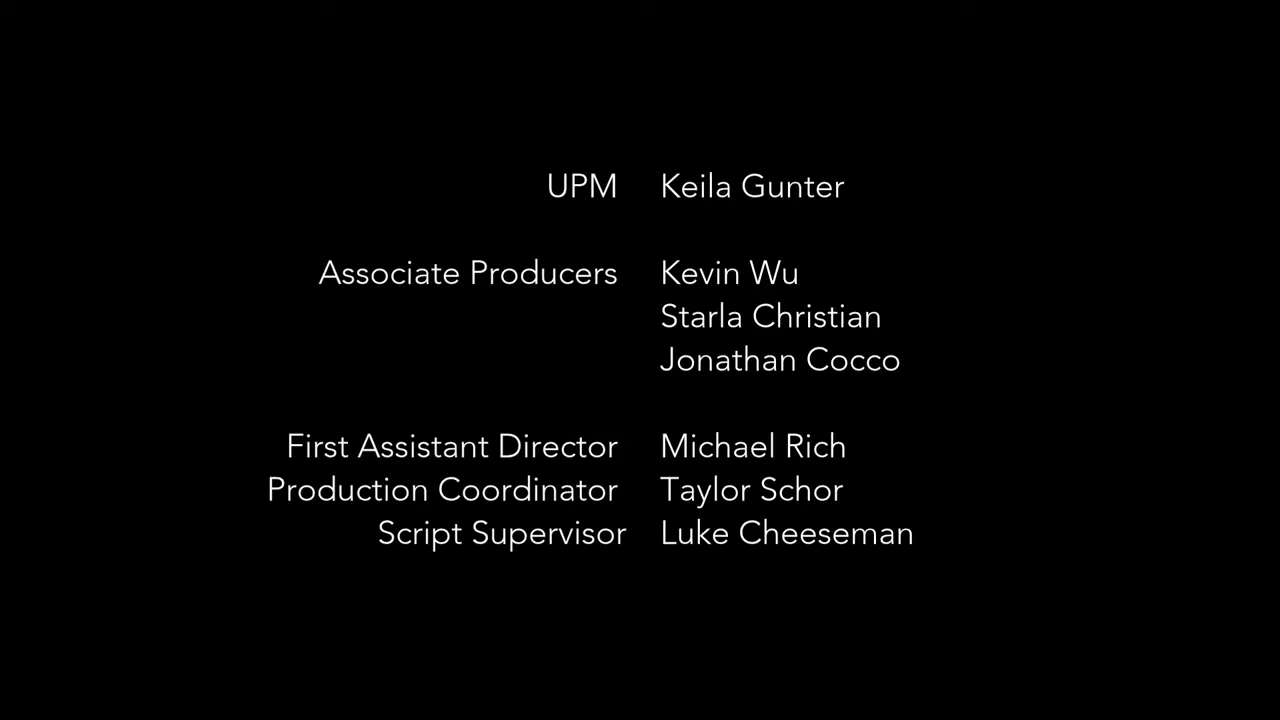 UPM Keila Gunter
Associate Producers Kevin Wu
Starla Christian
Jonathan Cocco
First Assistant Director Michael Rich
Production Coordinator Taylor Schor
Script Supervisor Luke Cheeseman